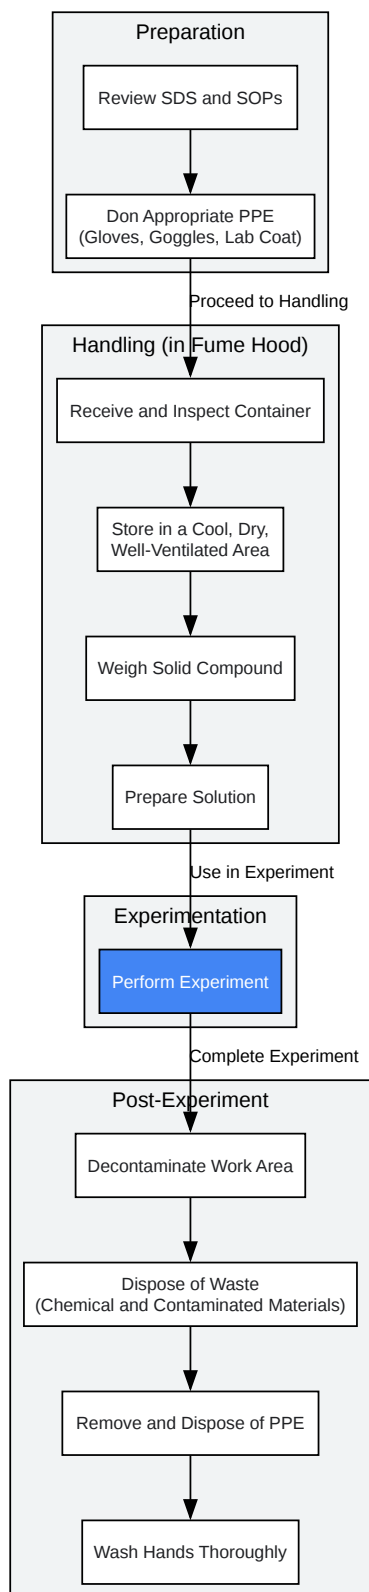 Preparation
Review SDS and SOPs
Don Appropriate PPE
(Gloves, Goggles, Lab Coat)
Proceed to Handling
Handling (in Fume Hood)
Receive and Inspect Container
Store in a Cool, Dry,
Well-Ventilated Area
Weigh Solid Compound
Prepare Solution
Use in Experiment
Experimentation
Perform Experiment
Complete Experiment
Post-Experiment
Decontaminate Work Area
Dispose of Waste
(Chemical and Contaminated Materials)
Remove and Dispose of PPE
Wash Hands Thoroughly